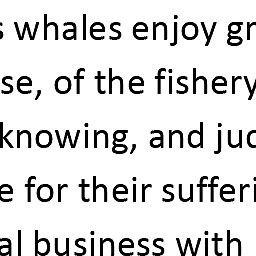 s whales enjoy gr
se, of the fishery
knowing, and jud
e for their sufferi
al business with